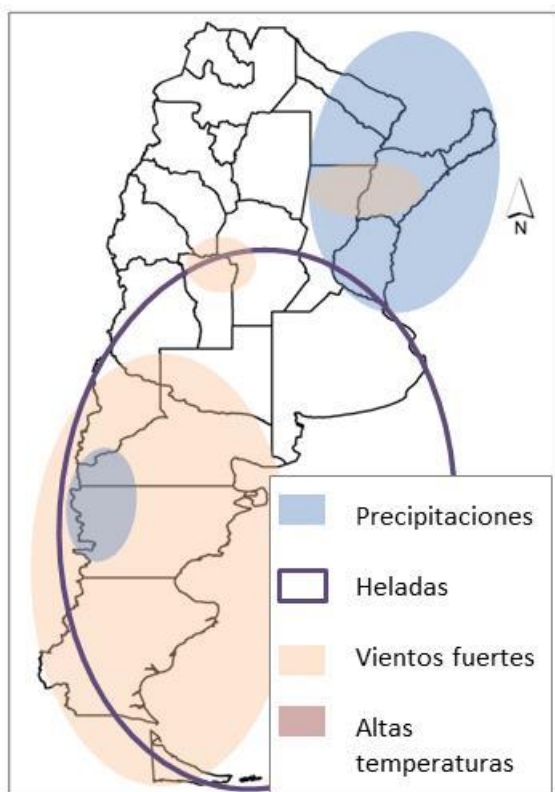 N
Precipitaciones
Heladas
Vientos fuertes
Altas
temperaturas